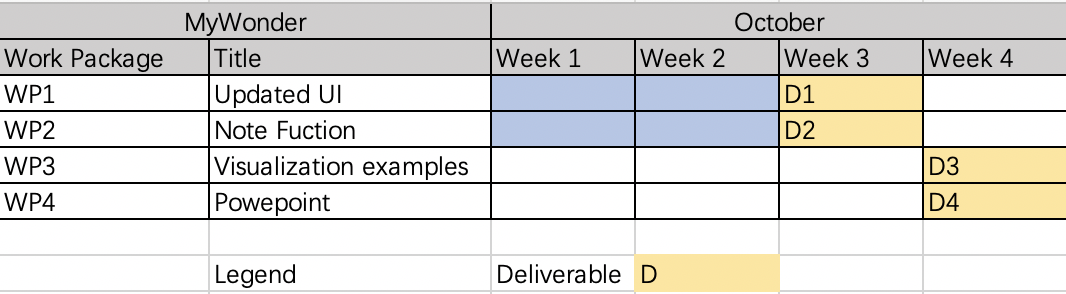 MyWonder October
Work Package Title Week 1 Week 2 Week 3 Week 4
WP1 Updated UI D1
WP2 Note Fuction D2
WP3 Visualization examples D3
WP4 Powepoint D4
Legend Deliverable D